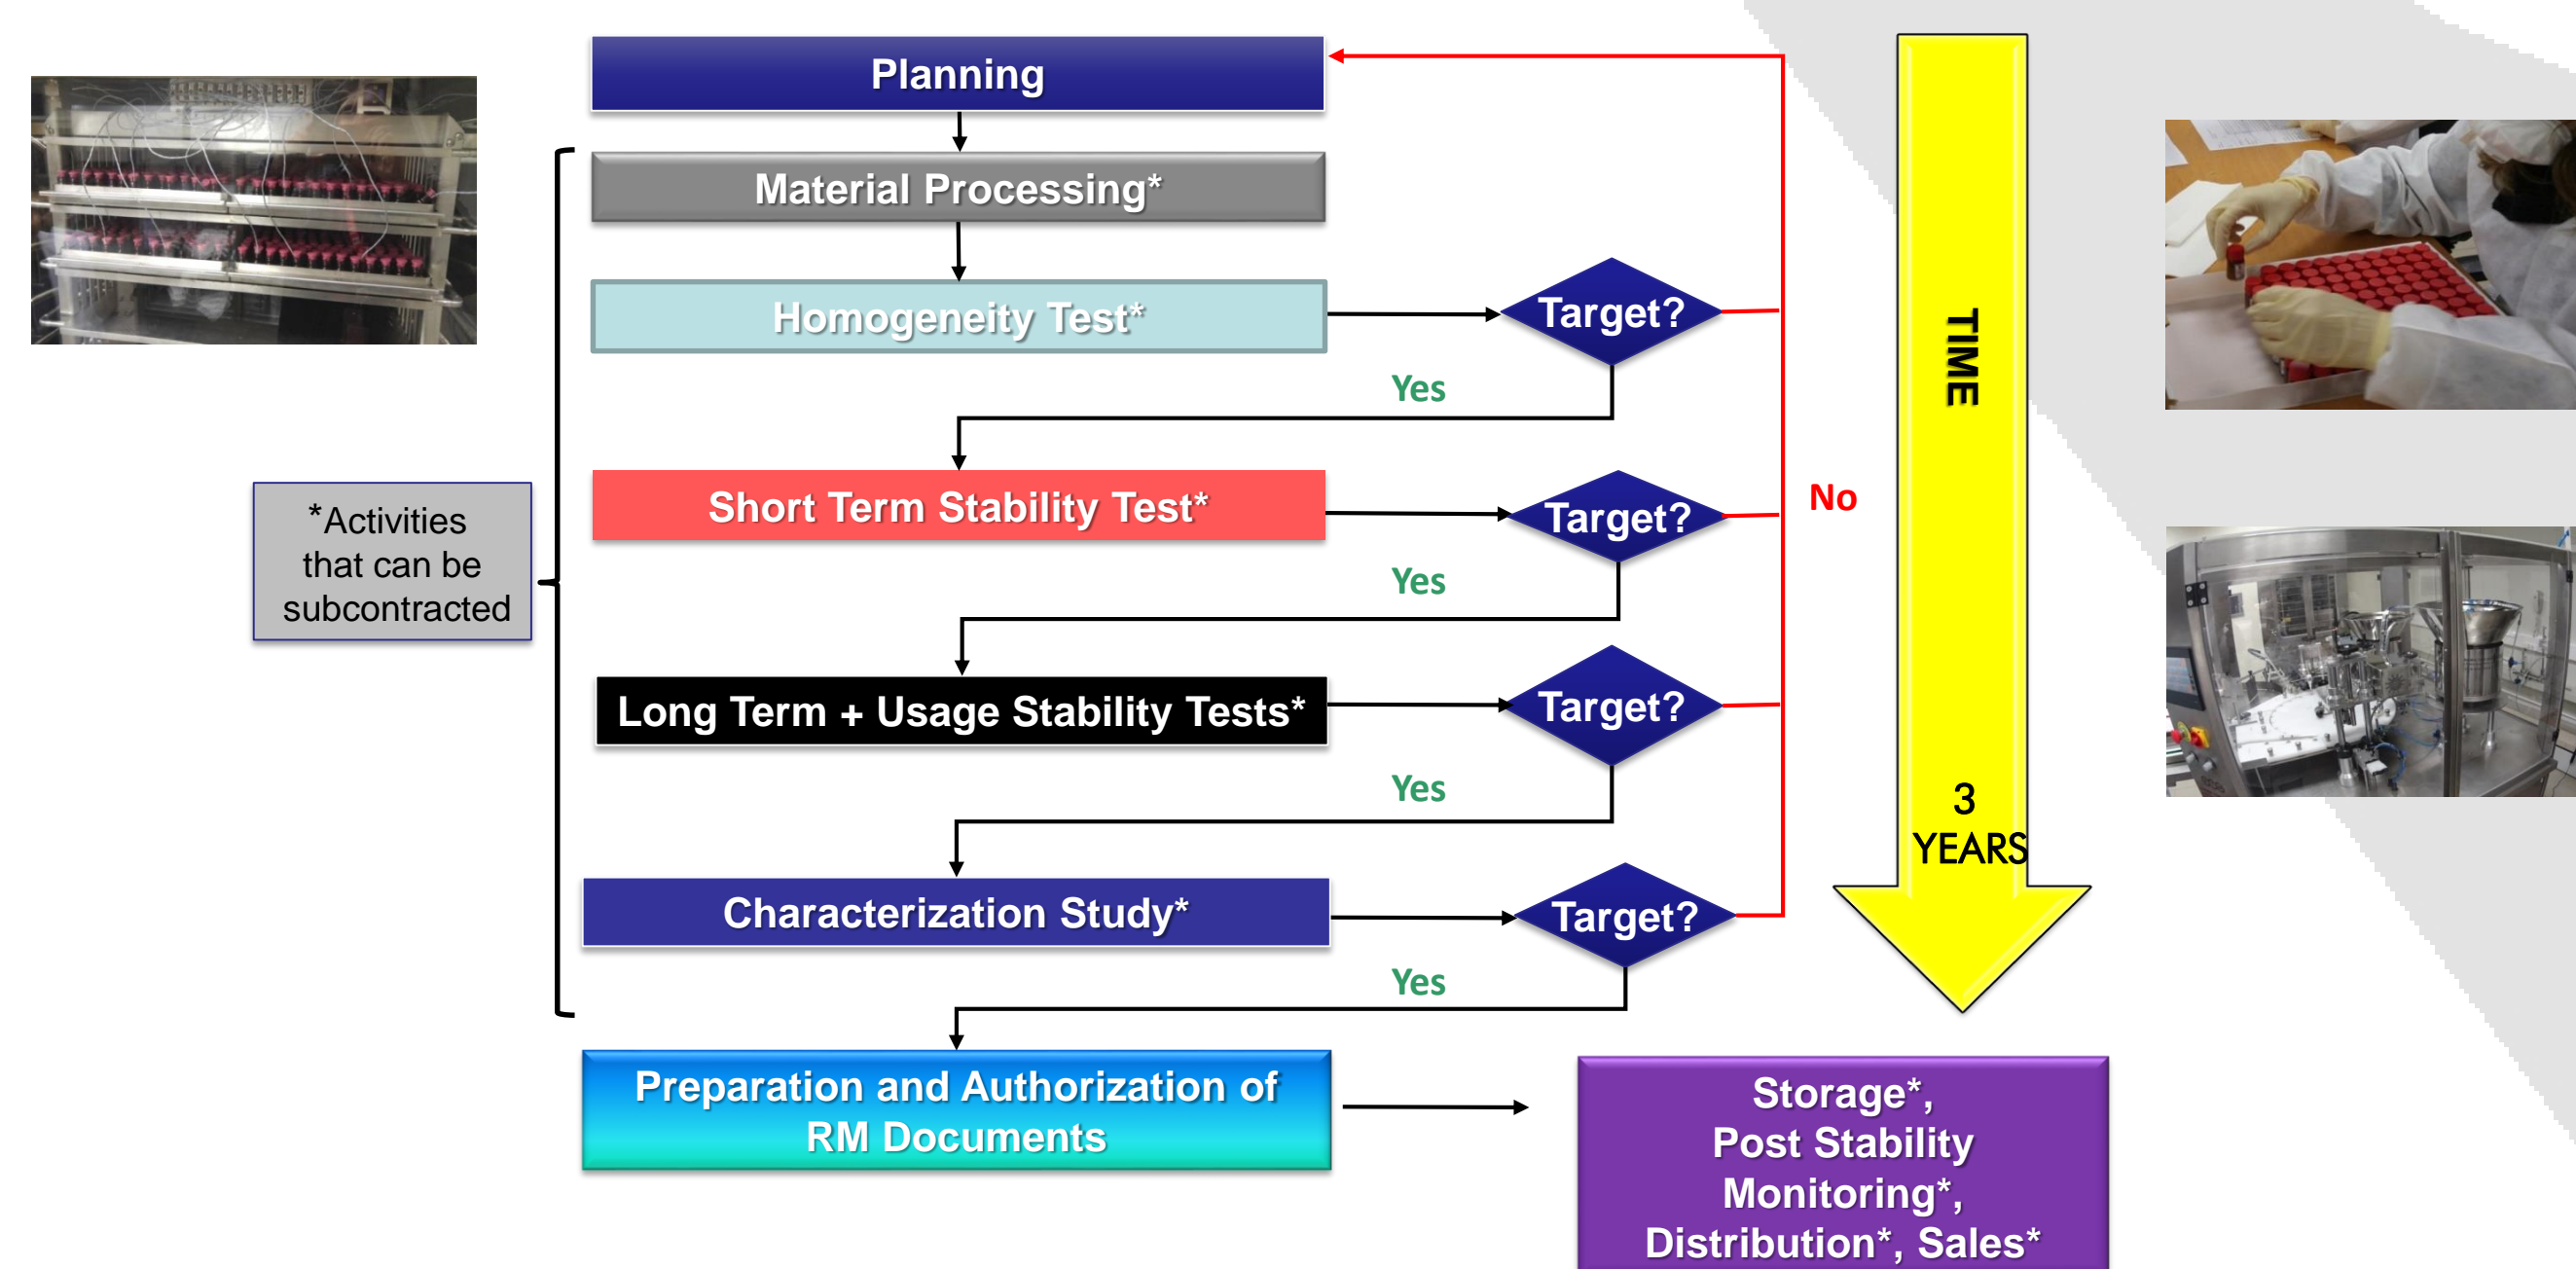 Planning
Material Processing*
Homogeneity Test*
Target?
Yes
Short Term Stability Test*
Target?
No
Yes
*Activities
that can be
subcontracted
Long Term + Usage Stability Tests*
Target?
Yes
Characterization Study*
Target?
Yes
Preparation and Authorization of
RM Documents
Storage*,
Post Stability
Monitoring*,
Distribution*, Sales*
TIME
3
YEARS